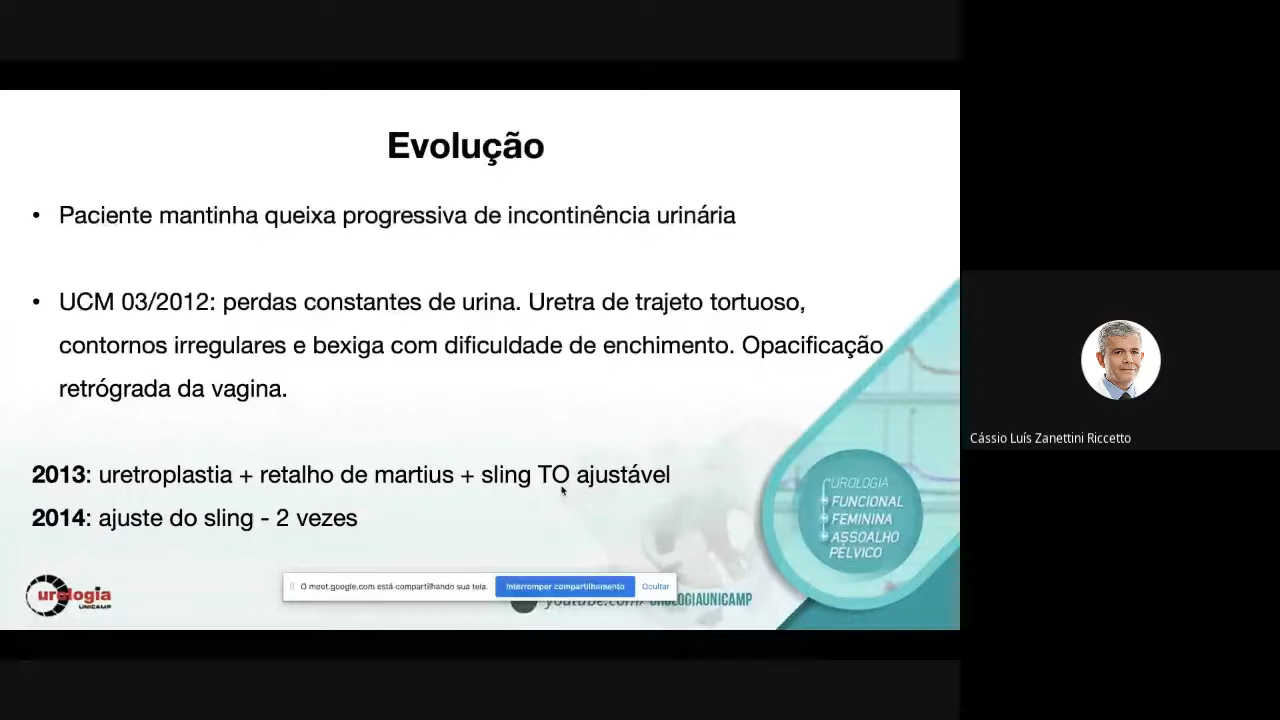 Evolução
• Paciente mantinha queixa progressiva de incontinência urinária
• UCM 03/2012: perdas constantes de urina. Uretra de trajeto tortuoso,
contornos irregulares e bexiga com dificuldade de enchimento. Opacificação
retrógrada da vagina.
2013: uretroplastia + retalho de martius + sling TO ajustável
2014: ajuste do sling - 2 vezes
UROLOGIA
FUNCIONAL
FEMININA
ASSOALHO
PÉLVICO
O meet.google.com está compartilhando sua tela. Interromper compartilhamento Ocultar
urologia
UNICAMP
youtube.com/UROLOGIAUNICAMP
Cássio Luís Zanettini Riccetto